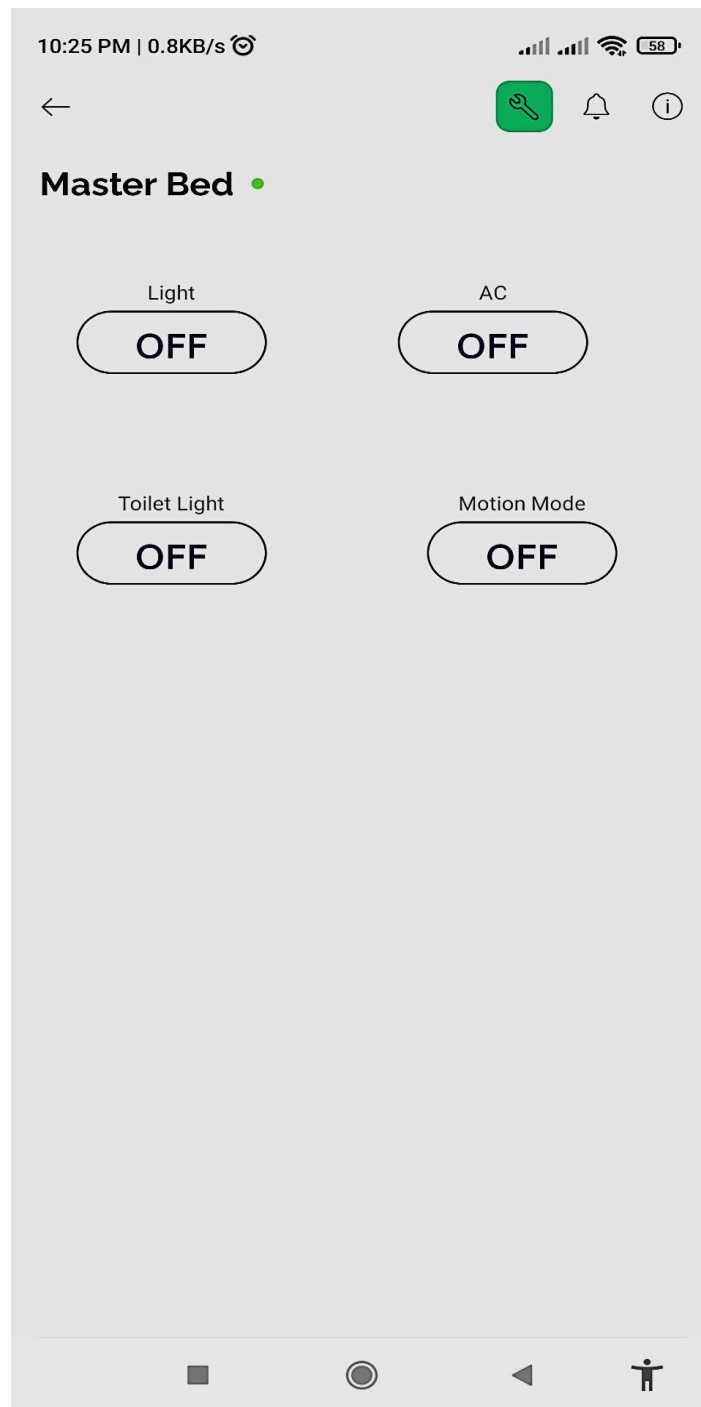 10:25 PM | 0.8KB/s 58
Master Bed
Light AC
OFF OFF
Toilet Light Motion Mode
OFF OFF